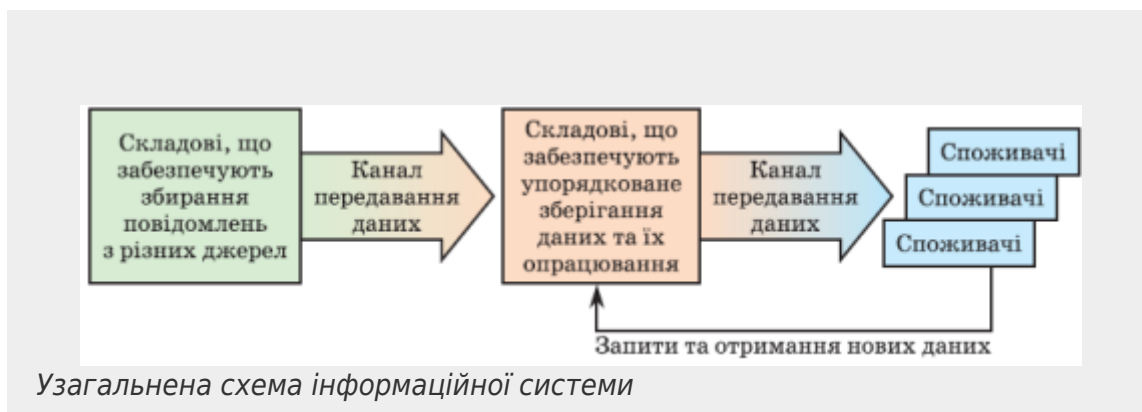 Складові, що
забезпечують
збирання
повідомлень
з різних джерел
Канал
передавання
даних
Складові, що
забезпечують
упорядковане
зберігання
даних та їх
опрацювання
Канал
передавання
даних
Споживачі
Споживачі
Споживачі
Запити та отримання нових даних
Узагальнена схема інформаційної системи